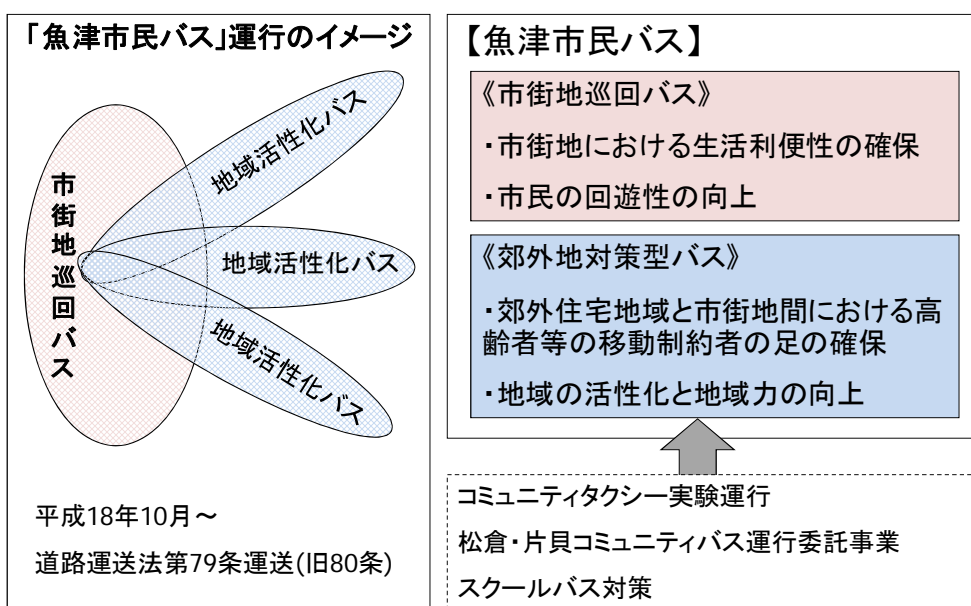 「魚津市民バス」運行のイメージ
市街地巡回バス
地域活性化バス
地域活性化バス
地域活性化バス
平成18年10月～
道路運送法第79条運送(旧80条)
【魚津市民バス】
《市街地巡回バス》
・市街地における生活利便性の確保
・市民の回遊性の向上
《郊外地対策型バス》
・郊外住宅地域と市街地間における高
齢者等の移動制約者の足の確保
・地域の活性化と地域力の向上
コミュニティタクシー実験運行
松倉・片貝コミュニティバス運行委託事業
スクールバス対策